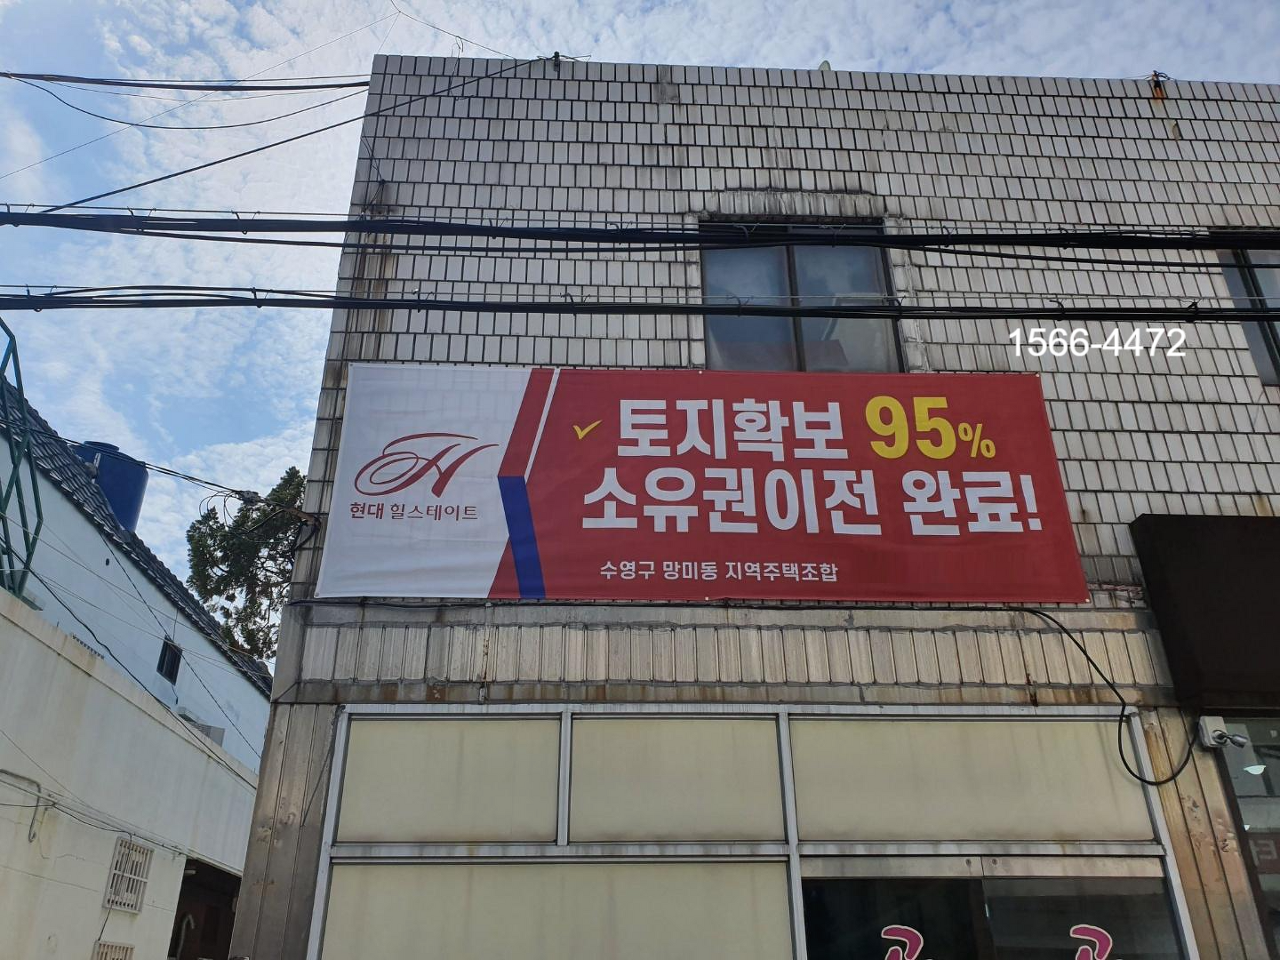 1566-4472
토지확보 95%
소유권이전 완료!
현대 힐스테이트
수영구 망미동 지역주택조합